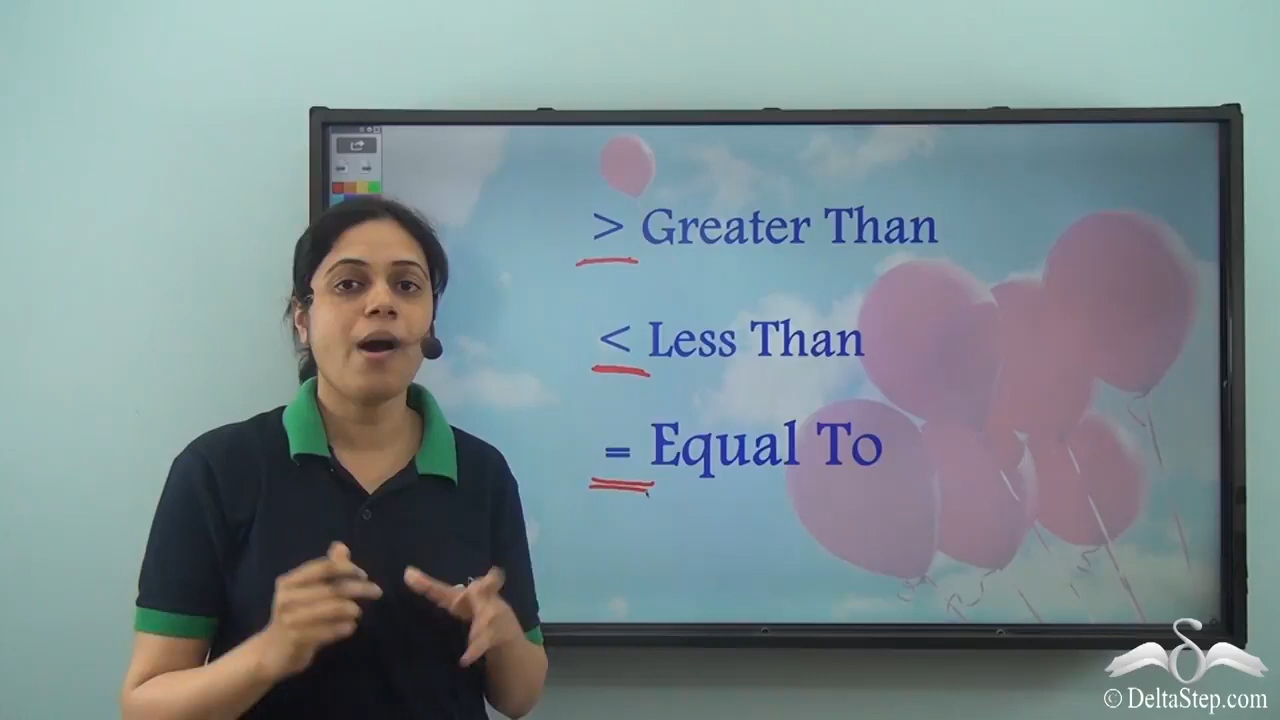 > Greater Than
< Less Than
= Equal To
© DeltaStep.com